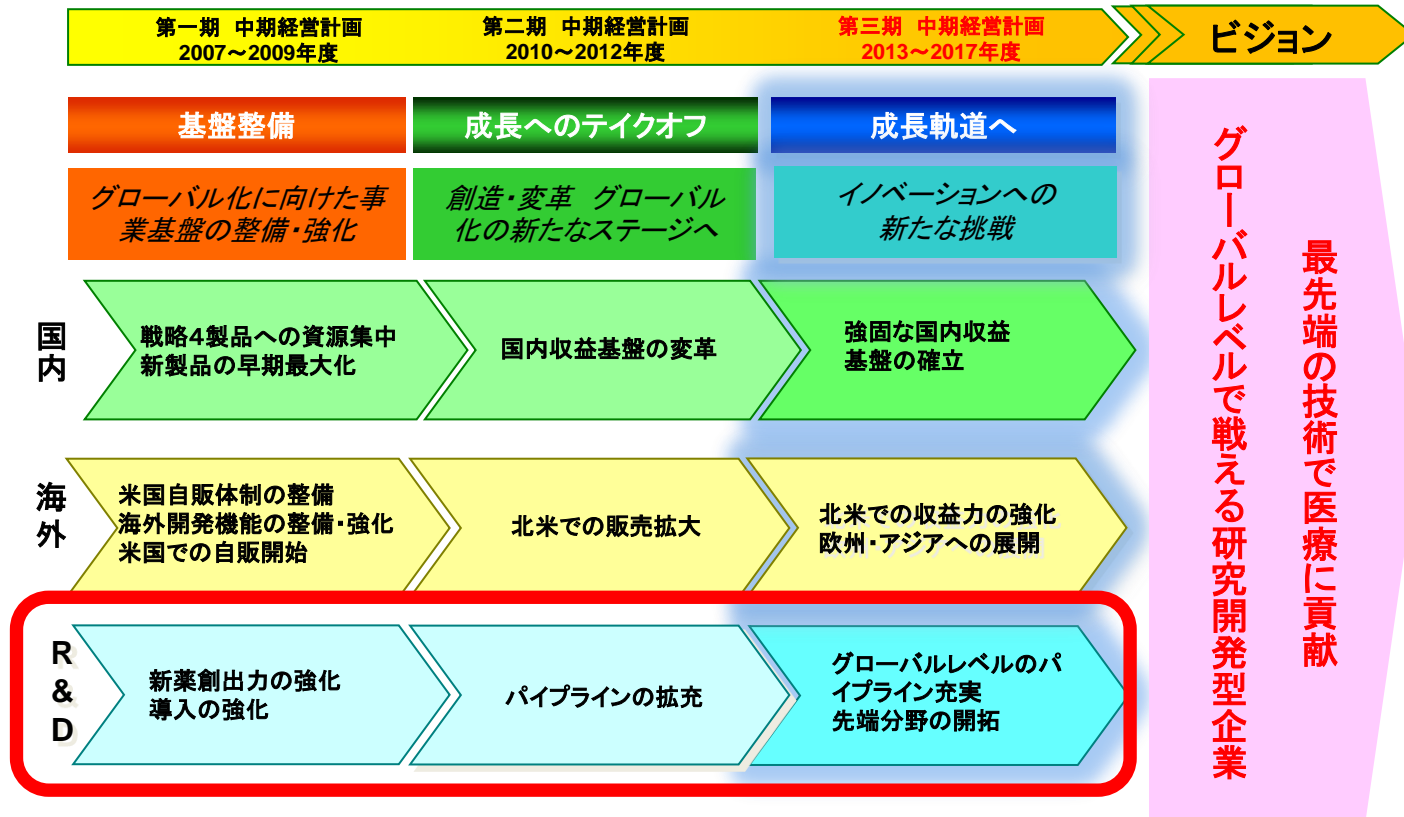 第一期 中期経営計画
2007～2009年度
第二期 中期経営計画
2010～2012年度
第三期 中期経営計画
2013～2017年度
ビジョン
基盤整備
成長へのテイクオフ
成長軌道へ
グローバル化に向けた事
業基盤の整備・強化
創造・変革 グローバル
化の新たなステージへ
イノベーションへの
新たな挑戦
国内
戦略4製品への資源集中
新製品の早期最大化
国内収益基盤の変革
強固な国内収益
基盤の確立
海外
米国自販体制の整備
海外開発機能の整備・強化
米国での自販開始
北米での販売拡大
北米での収益力の強化
欧州・アジアへの展開
R&D
新薬創出力の強化
導入の強化
パイプラインの拡充
グローバルレベルのパ
イプライン充実
先端分野の開拓
最先端の技術で医療に貢献
グローバルレベルで戦える研究開発型企業